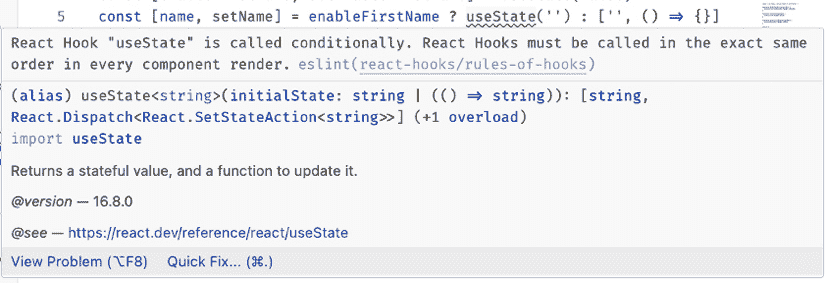 5 const [name, setName] = enableFirstName ? useState('') : ['', () => {}]
React Hook "useState" is called conditionally. React Hooks must be called in the exact same
order in every component render. eslint(react-hooks/rules-of-hooks)
(alias) useState<string>(initialState: string | (() => string)): [string,
React.Dispatch<React.SetStateAction<string>>] (+1 overload)
import useState
Returns a stateful value, and a function to update it.
@version — 16.8.0
@see — https://react.dev/reference/react/useState
View Problem (⌥F8) Quick Fix... (⌘.)